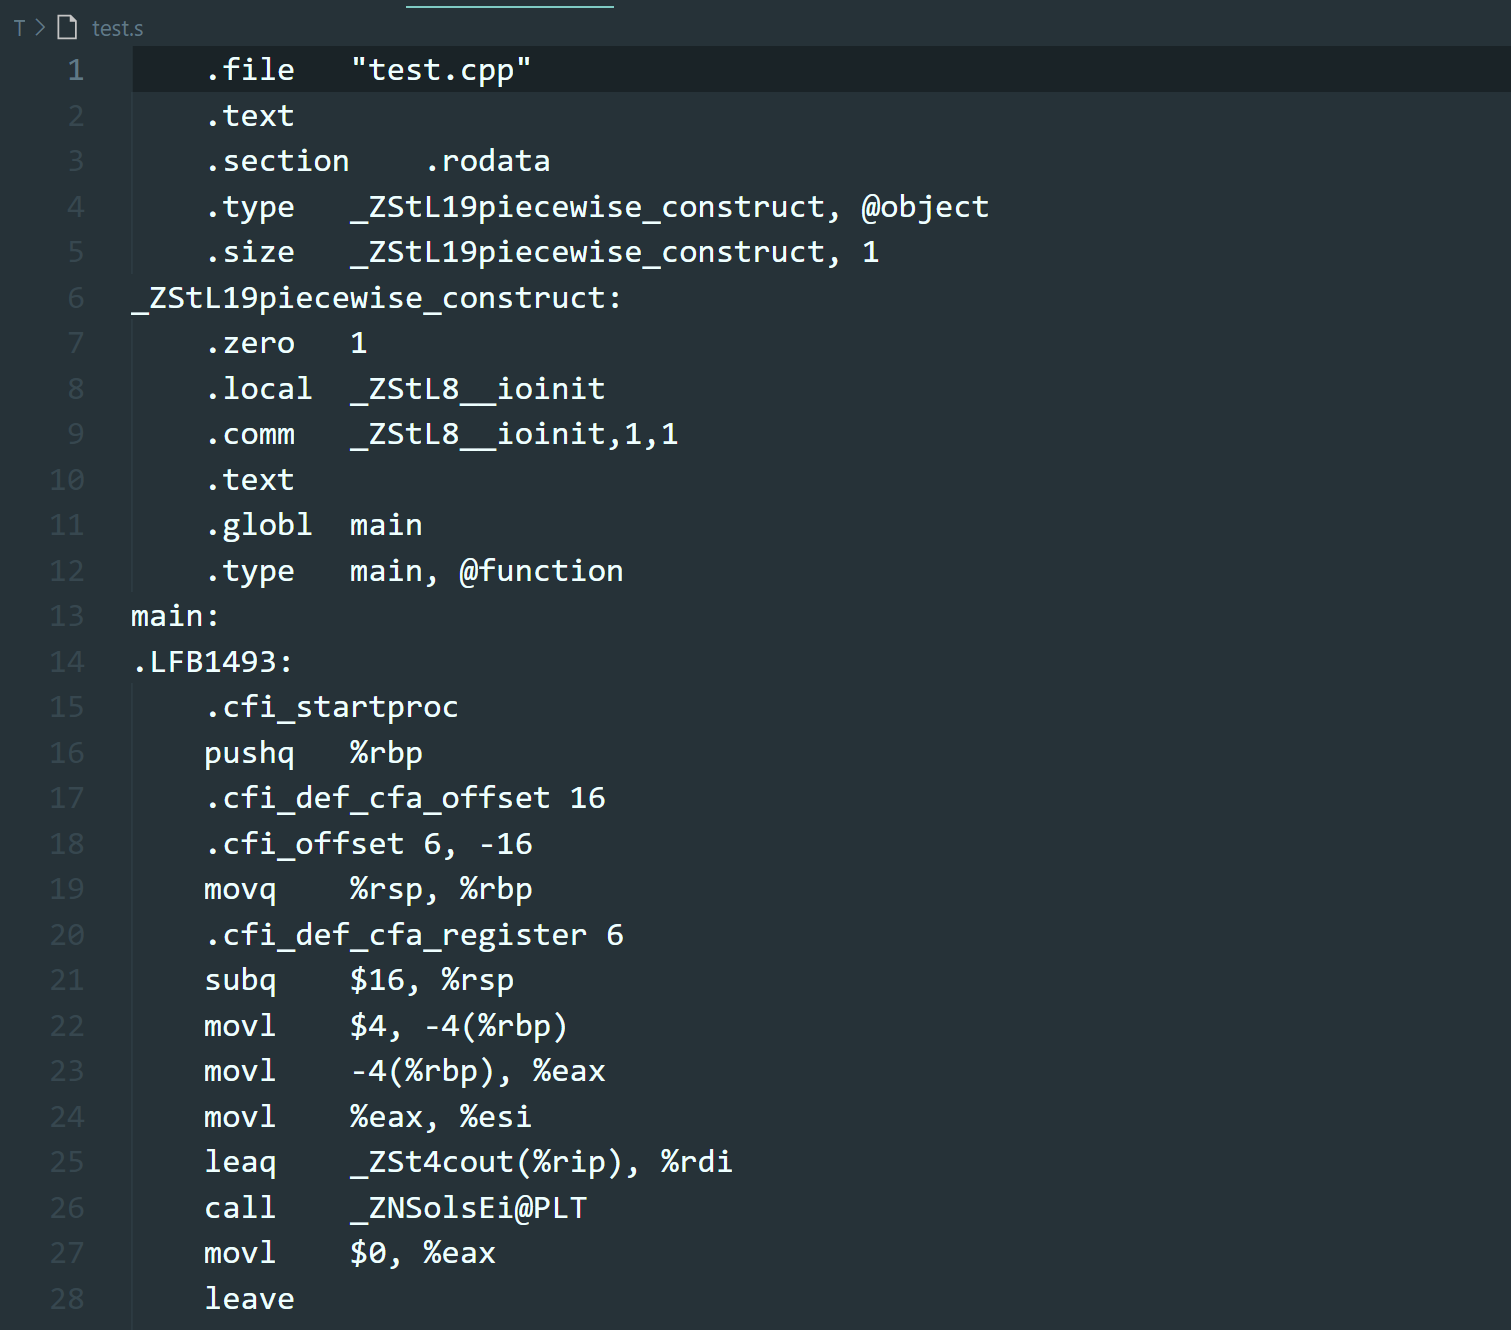 T > test.s
1 .file "test.cpp"
2 .text
3 .section .rodata
4 .type _ZStL19piecewise_construct, @object
5 .size _ZStL19piecewise_construct, 1
6 _ZStL19piecewise_construct:
7 .zero 1
8 .local _ZStL8__ioinit
9 .comm _ZStL8__ioinit,1,1
10 .text
11 .globl main
12 .type main, @function
13 main:
14 .LFB1493:
15 .cfi_startproc
16 pushq %rbp
17 .cfi_def_cfa_offset 16
18 .cfi_offset 6, -16
19 movq %rsp, %rbp
20 .cfi_def_cfa_register 6
21 subq $16, %rsp
22 movl $4, -4(%rbp)
23 movl -4(%rbp), %eax
24 movl %eax, %esi
25 leaq _ZSt4cout(%rip), %rdi
26 call _ZNSolsEi@PLT
27 movl $0, %eax
28 leave